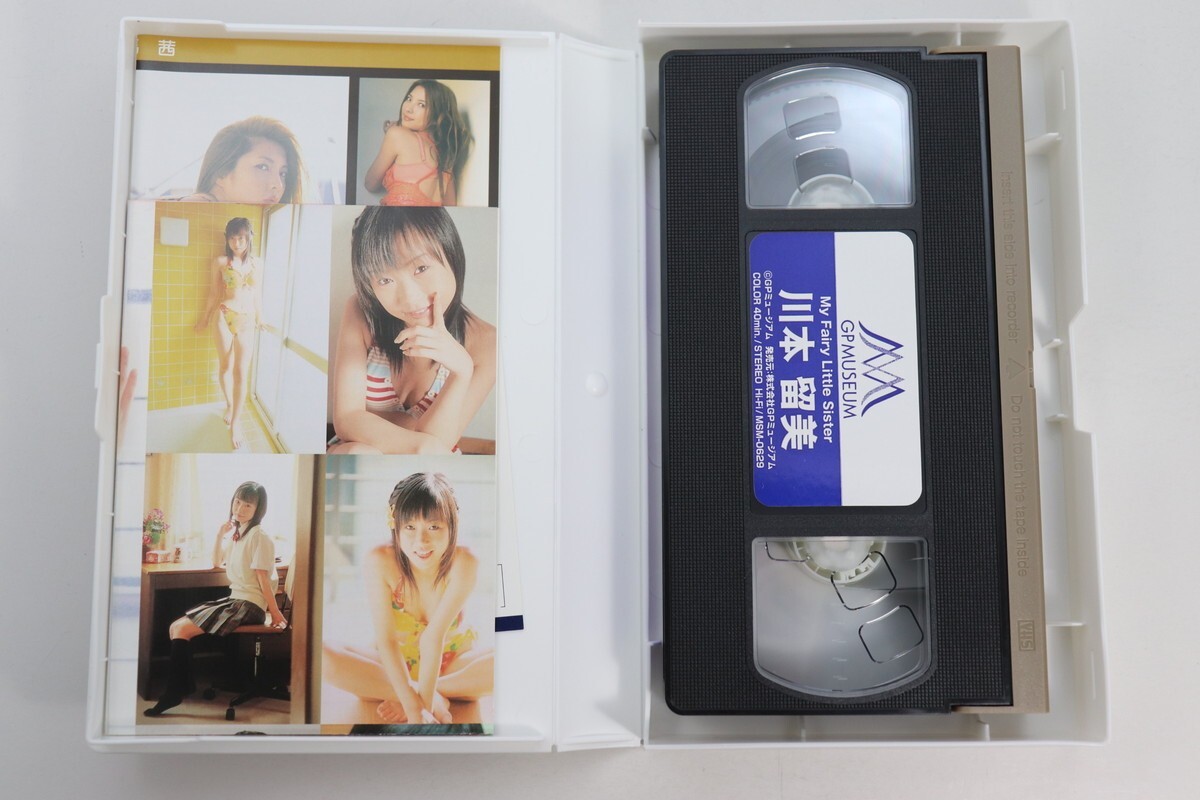 茜
GPMUSEUM
My Fairy Little Sister
川本 留美
©GPミュージアム 発売元:株式会社GPミュージアム
COLOR 40min./STEREO Hi-Fi/MSM-0629
Insert this side into recorder
Do not touch the tape inside
VHS